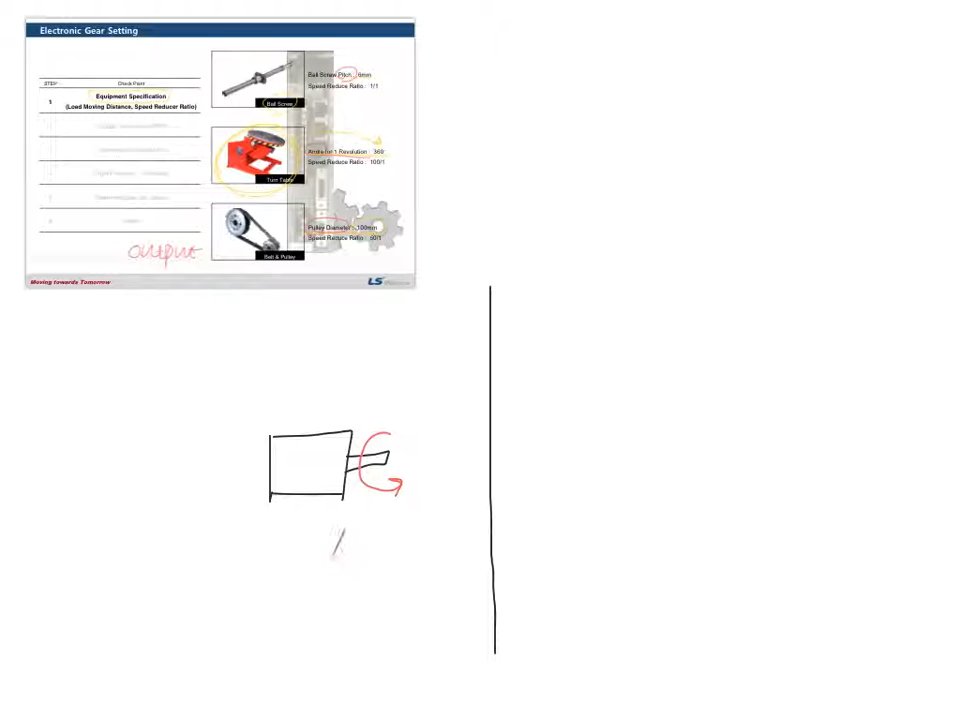 Electronic Gear Setting
STEP
Check Point
1
Equipment Specification
(Load Moving Distance, Speed Reducer Ratio)
Ball Screw
Ball Screw Pitch : 6mm
Speed Reduce Ratio : 1/1
Turn Table
Angle for 1 Revolution : 360
Speed Reduce Ratio : 100/1
Belt & Pulley
Pulley Diameter : 100mm
Speed Reduce Ratio : 50/1
output
Moving towards Tomorrow
LS